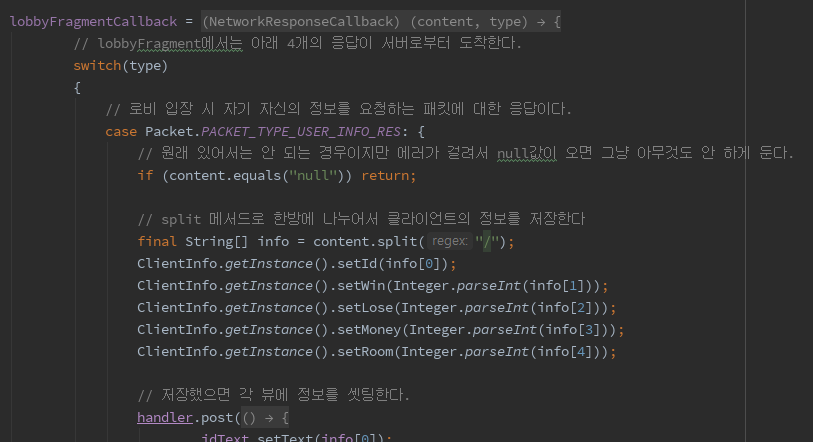 lobbyFragmentCallback = (NetworkResponseCallback) (content, type) → {
// lobbyFragment에서는 아래 4개의 응답이 서버로부터 도착한다.
switch(type)
{
// 로비 입장 시 자기 자신의 정보를 요청하는 패킷에 대한 응답이다.
case Packet.PACKET_TYPE_USER_INFO_RES: {
// 원래 있어서는 안 되는 경우이지만 에러가 걸려서 null값이 오면 그냥 아무것도 안 하게 둔다.
if (content.equals("null")) return;
// split 메서드로 한방에 나누어서 클라이언트의 정보를 저장한다
final String[] info = content.split( regex: "/");
ClientInfo.getInstance().setId(info[0]);
ClientInfo.getInstance().setWin(Integer.parseInt(info[1]));
ClientInfo.getInstance().setLose(Integer.parseInt(info[2]));
ClientInfo.getInstance().setMoney(Integer.parseInt(info[3]));
ClientInfo.getInstance().setRoom(Integer.parseInt(info[4]));
// 저장했으면 각 뷰에 정보를 셋팅한다.
handler.post(() → {
idText.setText(info[0]);